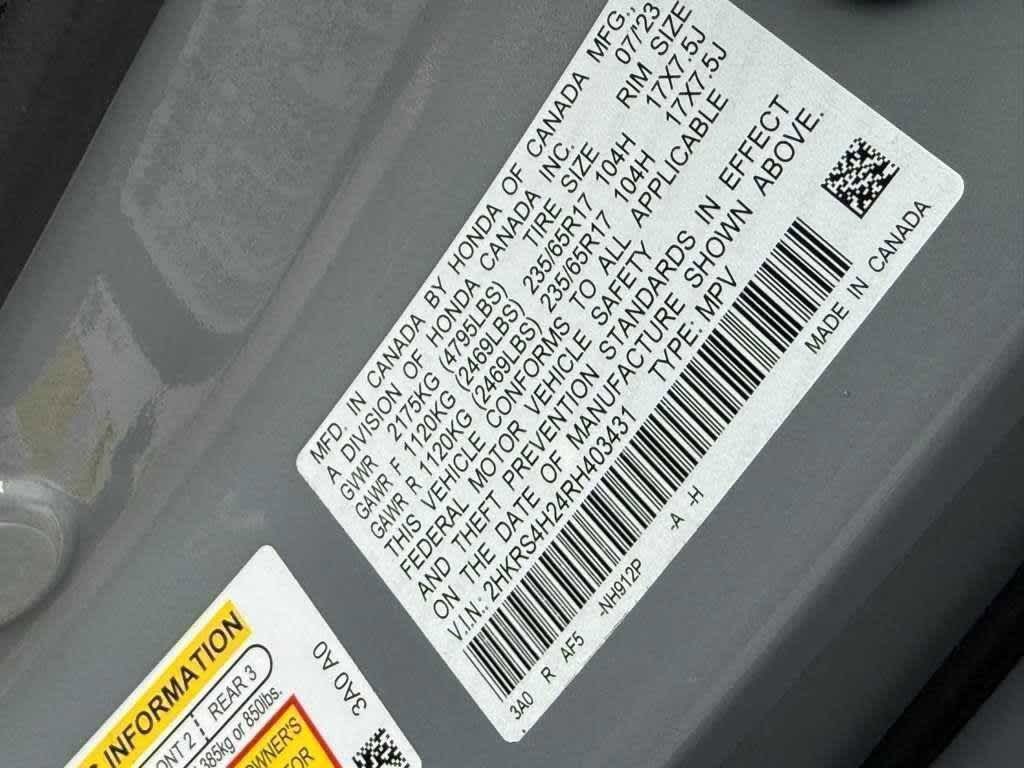 MFD. IN CANADA BY HONDA OF CANADA MFG.,
A DIVISION OF HONDA CANADA INC. 07/'23
GVWR 2175KG (4795LBS) TIRE SIZE RIM SIZE
GAWR F 1120KG (2469LBS) 235/65R17 104H 17X7.5J
GAWR R 1120KG (2469LBS) 235/65R17 104H 17X7.5J
THIS VEHICLE CONFORMS TO ALL APPLICABLE
FEDERAL MOTOR VEHICLE SAFETY
AND THEFT PREVENTION STANDARDS IN EFFECT
ON THE DATE OF MANUFACTURE SHOWN ABOVE.
V.I.N. 2HKRS4H24RH403431 TYPE: MPV
3A0 R AF5 NH912P -A -H MADE IN CANADA
INFORMATION
2 REAR 3
385kg or 850lbs.
OWNER'S
3A0 A0